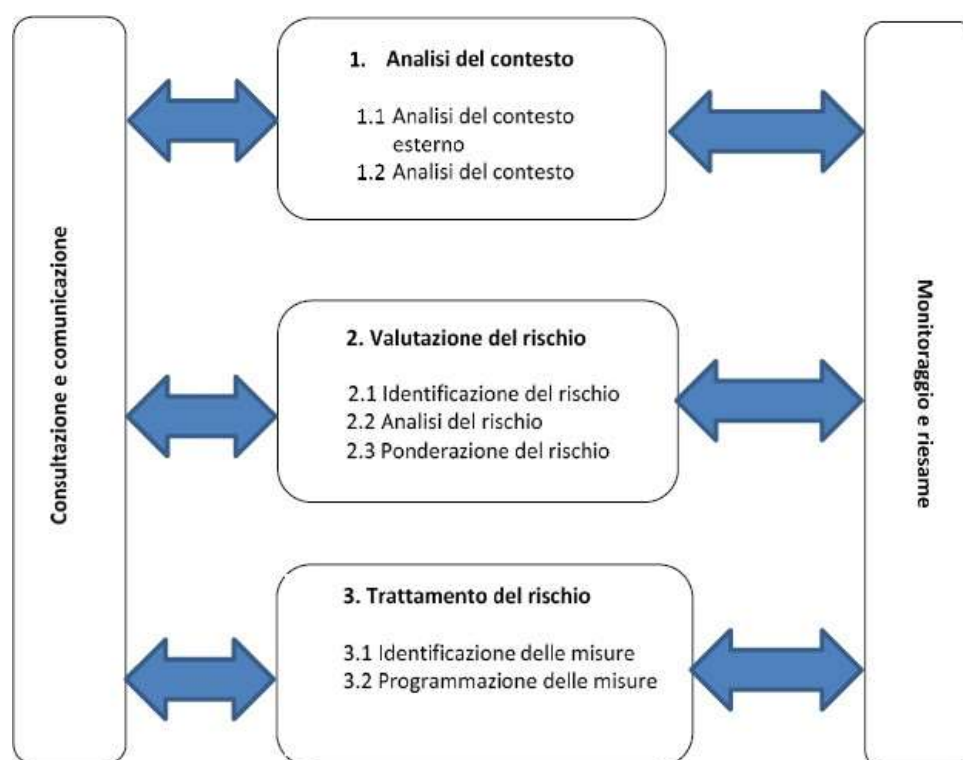 Consultazione e comunicazione
1. Analisi del contesto
1.1 Analisi del contesto
esterno
1.2 Analisi del contesto
2. Valutazione del rischio
2.1 Identificazione del rischio
2.2 Analisi del rischio
2.3 Ponderazione del rischio
3. Trattamento del rischio
3.1 Identificazione delle misure
3.2 Programmazione delle misure
Monitoraggio e riesame